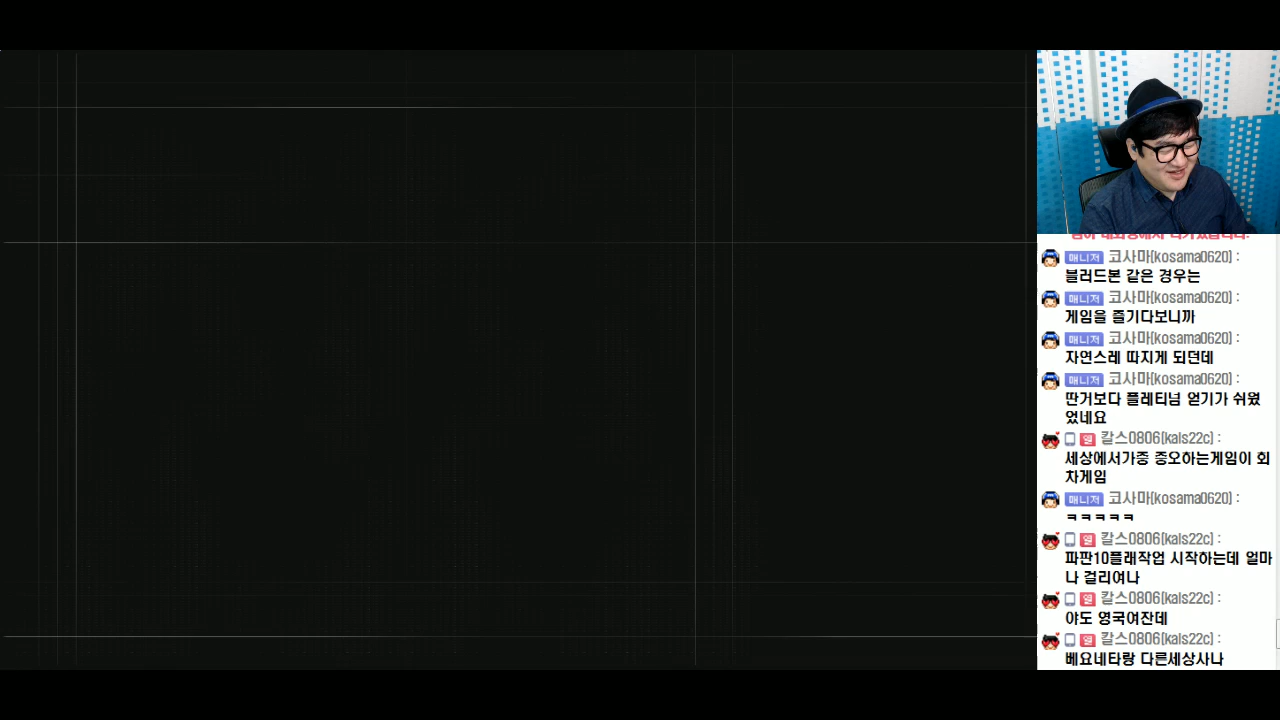 매니저 코사마[kosama0620] :
블러드본 같은 경우는
매니저 코사마[kosama0620] :
게임을 즐기다보니까
매니저 코사마[kosama0620] :
자연스레 따지게 되던데
매니저 코사마[kosama0620] :
딴거보다 플레티넘 얻기가 쉬웠
었네요
열 칼스0806[kals22c] :
세상에서가종 증오하는게임이 회
차게임
매니저 코사마[kosama0620] :
ㅋㅋㅋㅋㅋ
열 칼스0806[kals22c] :
파판10플래작업 시작하는데 얼마
나 걸리여나
열 칼스0806[kals22c] :
야도 영국여잔데
열 칼스0806[kals22c] :
베요네타랑 다른세상사나